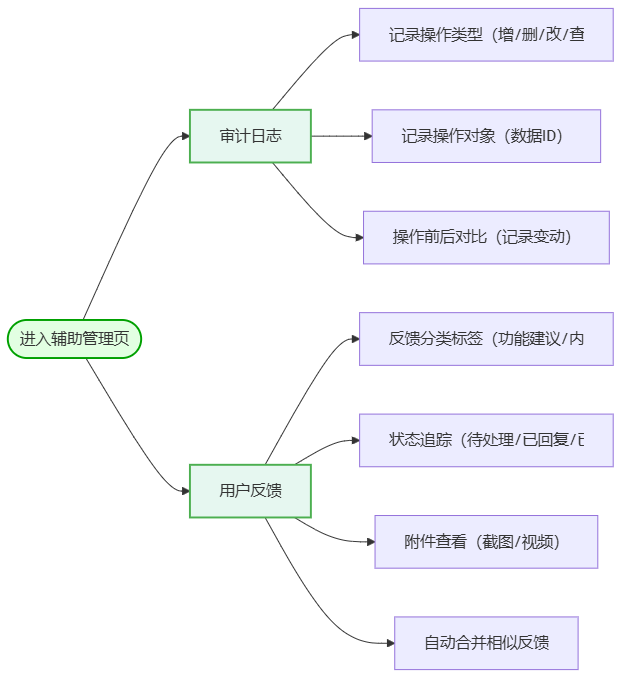 记录操作类型（增/删/改/查
审计日志
记录操作对象（数据ID）
操作前后对比（记录变动）
进入辅助管理页
反馈分类标签（功能建议/内
状态追踪（待处理/已回复/
用户反馈
附件查看（截图/视频）
自动合并相似反馈